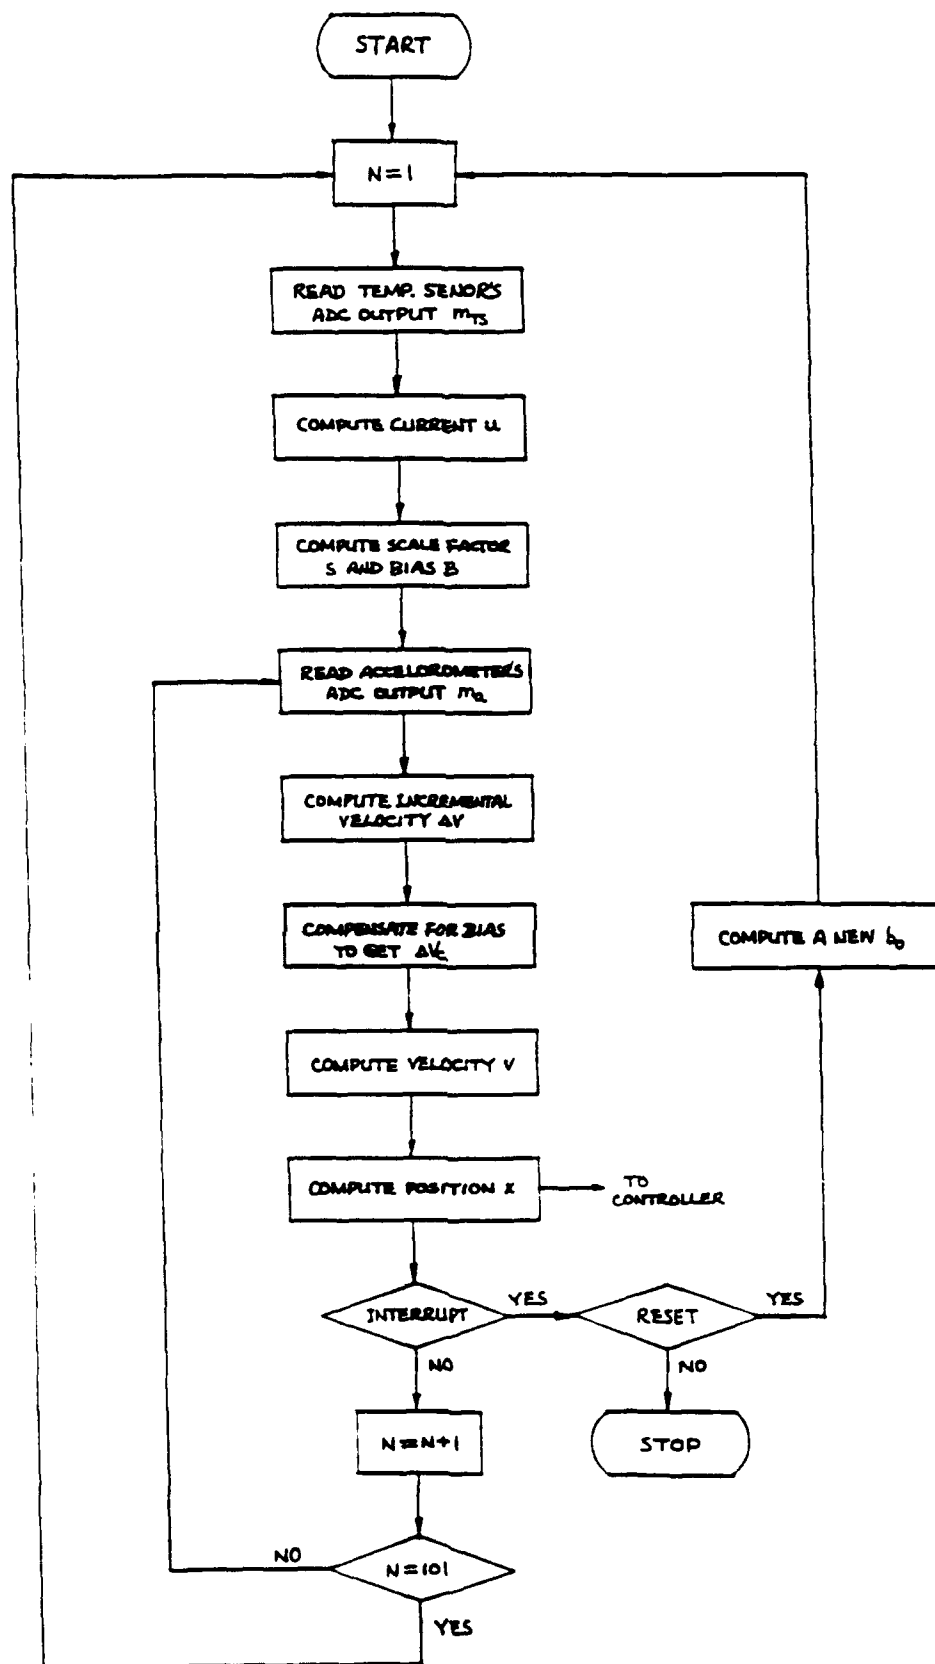 START
N=1
READ TEMP. SENOR'S
ADC OUTPUT mTS
COMPUTE CURRENT u
COMPUTE SCALE FACTOR
S AND BIAS B
READ ACCELOROMETER'S
ADC OUTPUT ma
COMPUTE INCREMENTAL
VELOCITY ΔV
COMPENSATE FOR BIAS
TO GET ΔVc
COMPUTE A NEW b0
COMPUTE VELOCITY V
COMPUTE POSITION X
TO
CONTROLLER
INTERRUPT
YES
RESET
YES
NO
NO
N=N+1
STOP
NO
N=101
YES